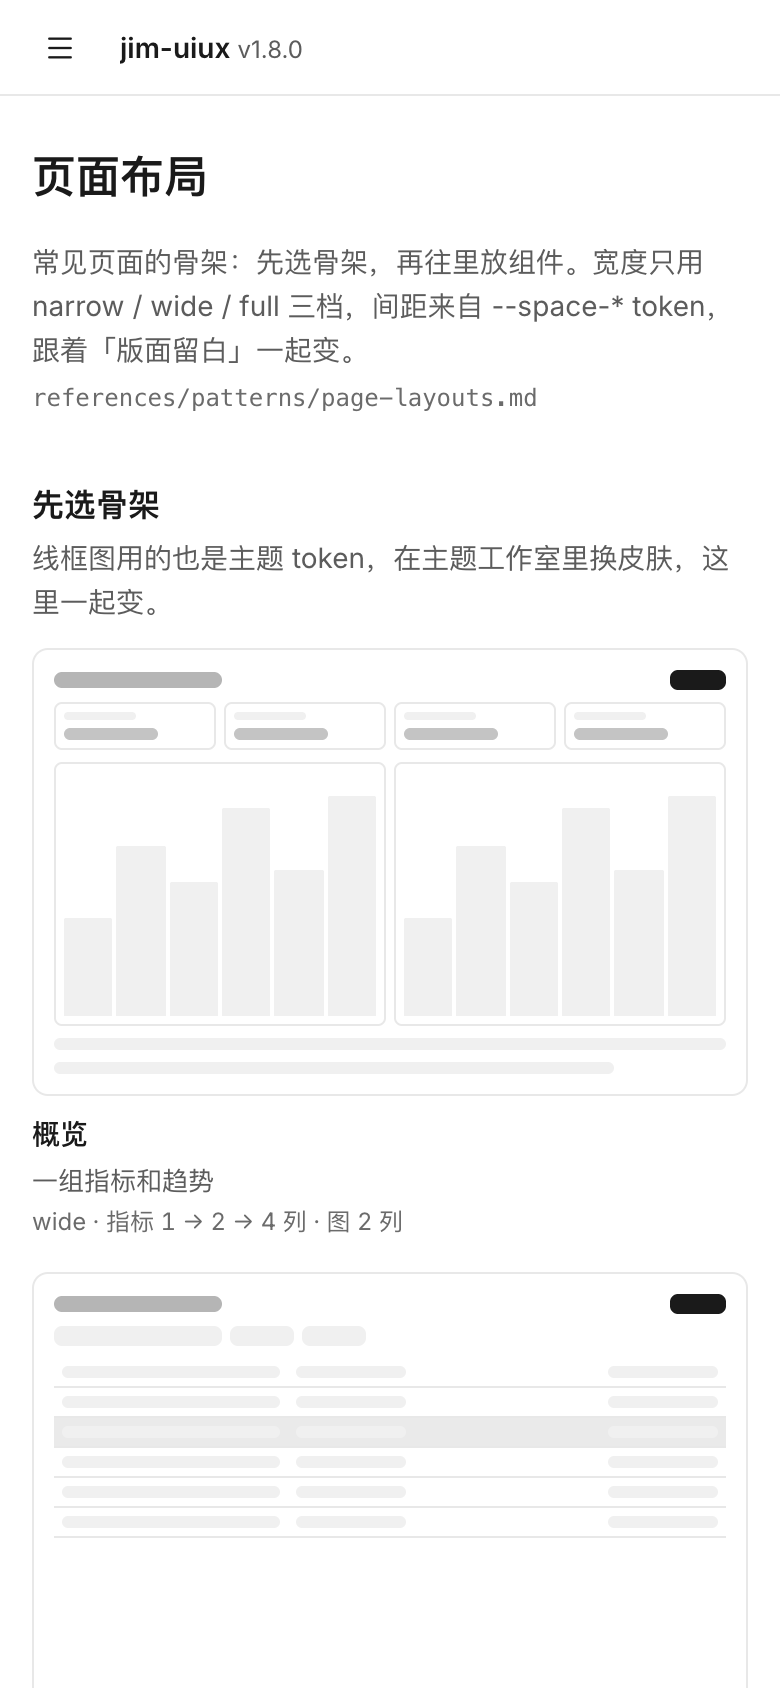 jim-uiux v1.8.0
页面布局
常见页面的骨架：先选骨架，再往里放组件。宽度只用
narrow / wide / full 三档，间距来自 --space-* token，
跟着「版面留白」一起变。
references/patterns/page-layouts.md
先选骨架
线框图用的也是主题 token，在主题工作室里换皮肤，这
里一起变。
概览
一组指标和趋势
wide · 指标 1 → 2 → 4 列 · 图 2 列